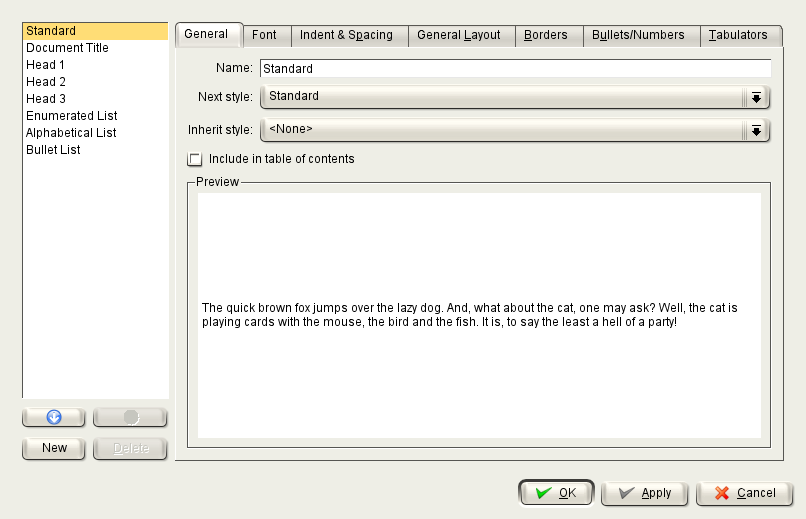 Standard
Document Title
Head 1
Head 2
Head 3
Enumerated List
Alphabetical List
Bullet List
New
Delete
General Font Indent & Spacing General Layout Borders Bullets/Numbers Tabulators
Name: Standard
Next style: Standard
Inherit style: <None>
Include in table of contents
Preview
The quick brown fox jumps over the lazy dog. And, what about the cat, one may ask? Well, the cat is
playing cards with the mouse, the bird and the fish. It is, to say the least a hell of a party!
OK Apply Cancel